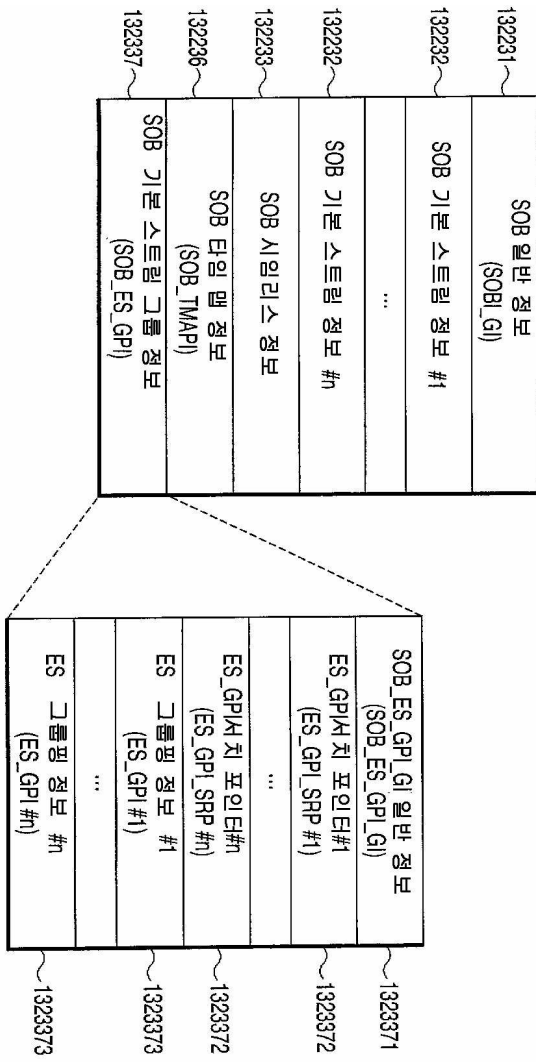 132231
SOB 일반 정보
(SOBI_GI)
132232
SOB 기본 스트림 정보 #1
...
132232
SOB 기본 스트림 정보 #n
132233
SOB 시임리스 정보
132236
SOB 타임 맵 정보
(SOB_TMAPI)
132337
SOB 기본 스트림 그룹 정보
(SOB_ES_GPI)
SOB_ES_GPI_GI 일반 정보
(SOB_ES_GPI_GI)
1323371
ES_GPI서치 포인터#1
(ES_GPI_SRP #1)
1323372
...
ES_GPI서치 포인터#n
(ES_GPI_SRP #n)
1323372
ES 그룹핑 정보 #1
(ES_GPI #1)
1323373
...
ES 그룹핑 정보 #n
(ES_GPI #n)
1323373